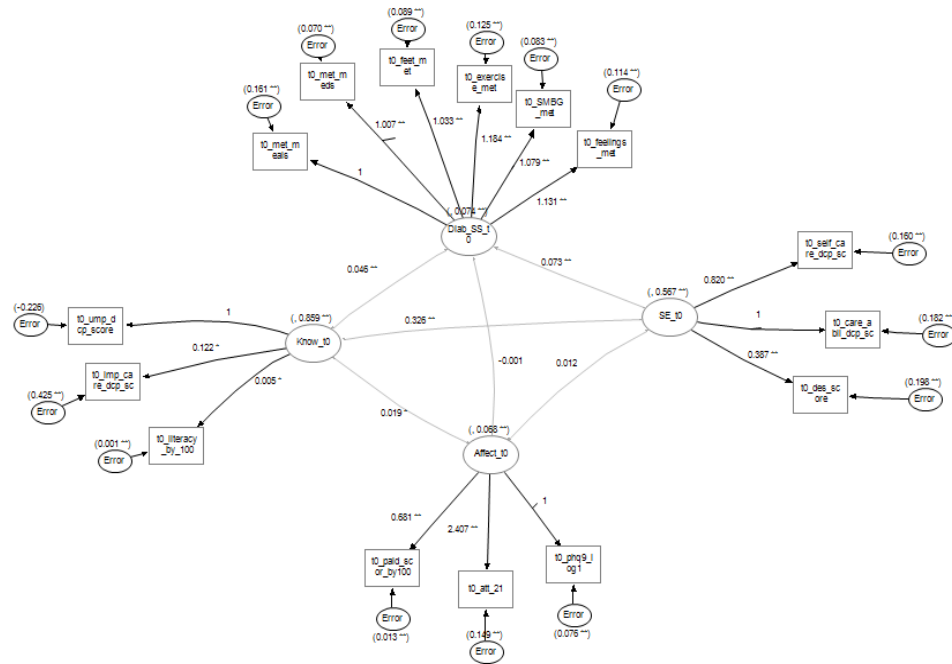 (0.089 **)
Error
(0.070 **)
Error
(0.125 **)
Error
(0.083 **)
Error
(0.114 **)
Error
(0.161 **)
Error
t0_met_
meds
t0_feet_m
et
t0_exercis
e_met
t0_SMBG
_met
t0_feelings
_met
t0_met_m
eals
1.007 **
1.033 **
1.184 **
1.079 **
1.131 **
1
(, 0.074 **)
Diab_SS_t
0
0.046 **
0.073 **
(-0.226)
Error
t0_ump_d
cp_score
1
(, 0.859 **)
Know_t0
0.326 **
(, 0.567 **)
SE_t0
t0_self_ca
re_dcp_sc
(0.160 **)
Error
0.820 **
1
t0_care_a
bil_dcp_sc
(0.182 **)
Error
0.387 **
t0_des_sc
ore
(0.198 **)
Error
0.122 *
t0_imp_ca
re_dcp_sc
(0.425 **)
Error
0.005 *
t0_literacy
_by_100
(0.001 **)
Error
-0.001
0.012
0.019 *
(, 0.068 **)
Affect_t0
0.681 **
2.407 **
1
t0_paid_sc
or_by100
t0_att_21
t0_phq9_l
og1
Error
(0.013 **)
(0.149 **)
Error
Error
(0.076 **)